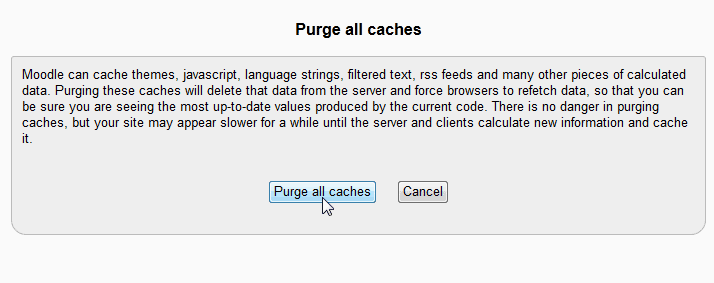 Purge all caches
Moodle can cache themes, javascript, language strings, filtered text, rss feeds and many other pieces of calculated
data. Purging these caches will delete that data from the server and force browsers to refetch data, so that you can
be sure you are seeing the most up-to-date values produced by the current code. There is no danger in purging
caches, but your site may appear slower for a while until the server and clients calculate new information and cache
it.
Purge all caches Cancel